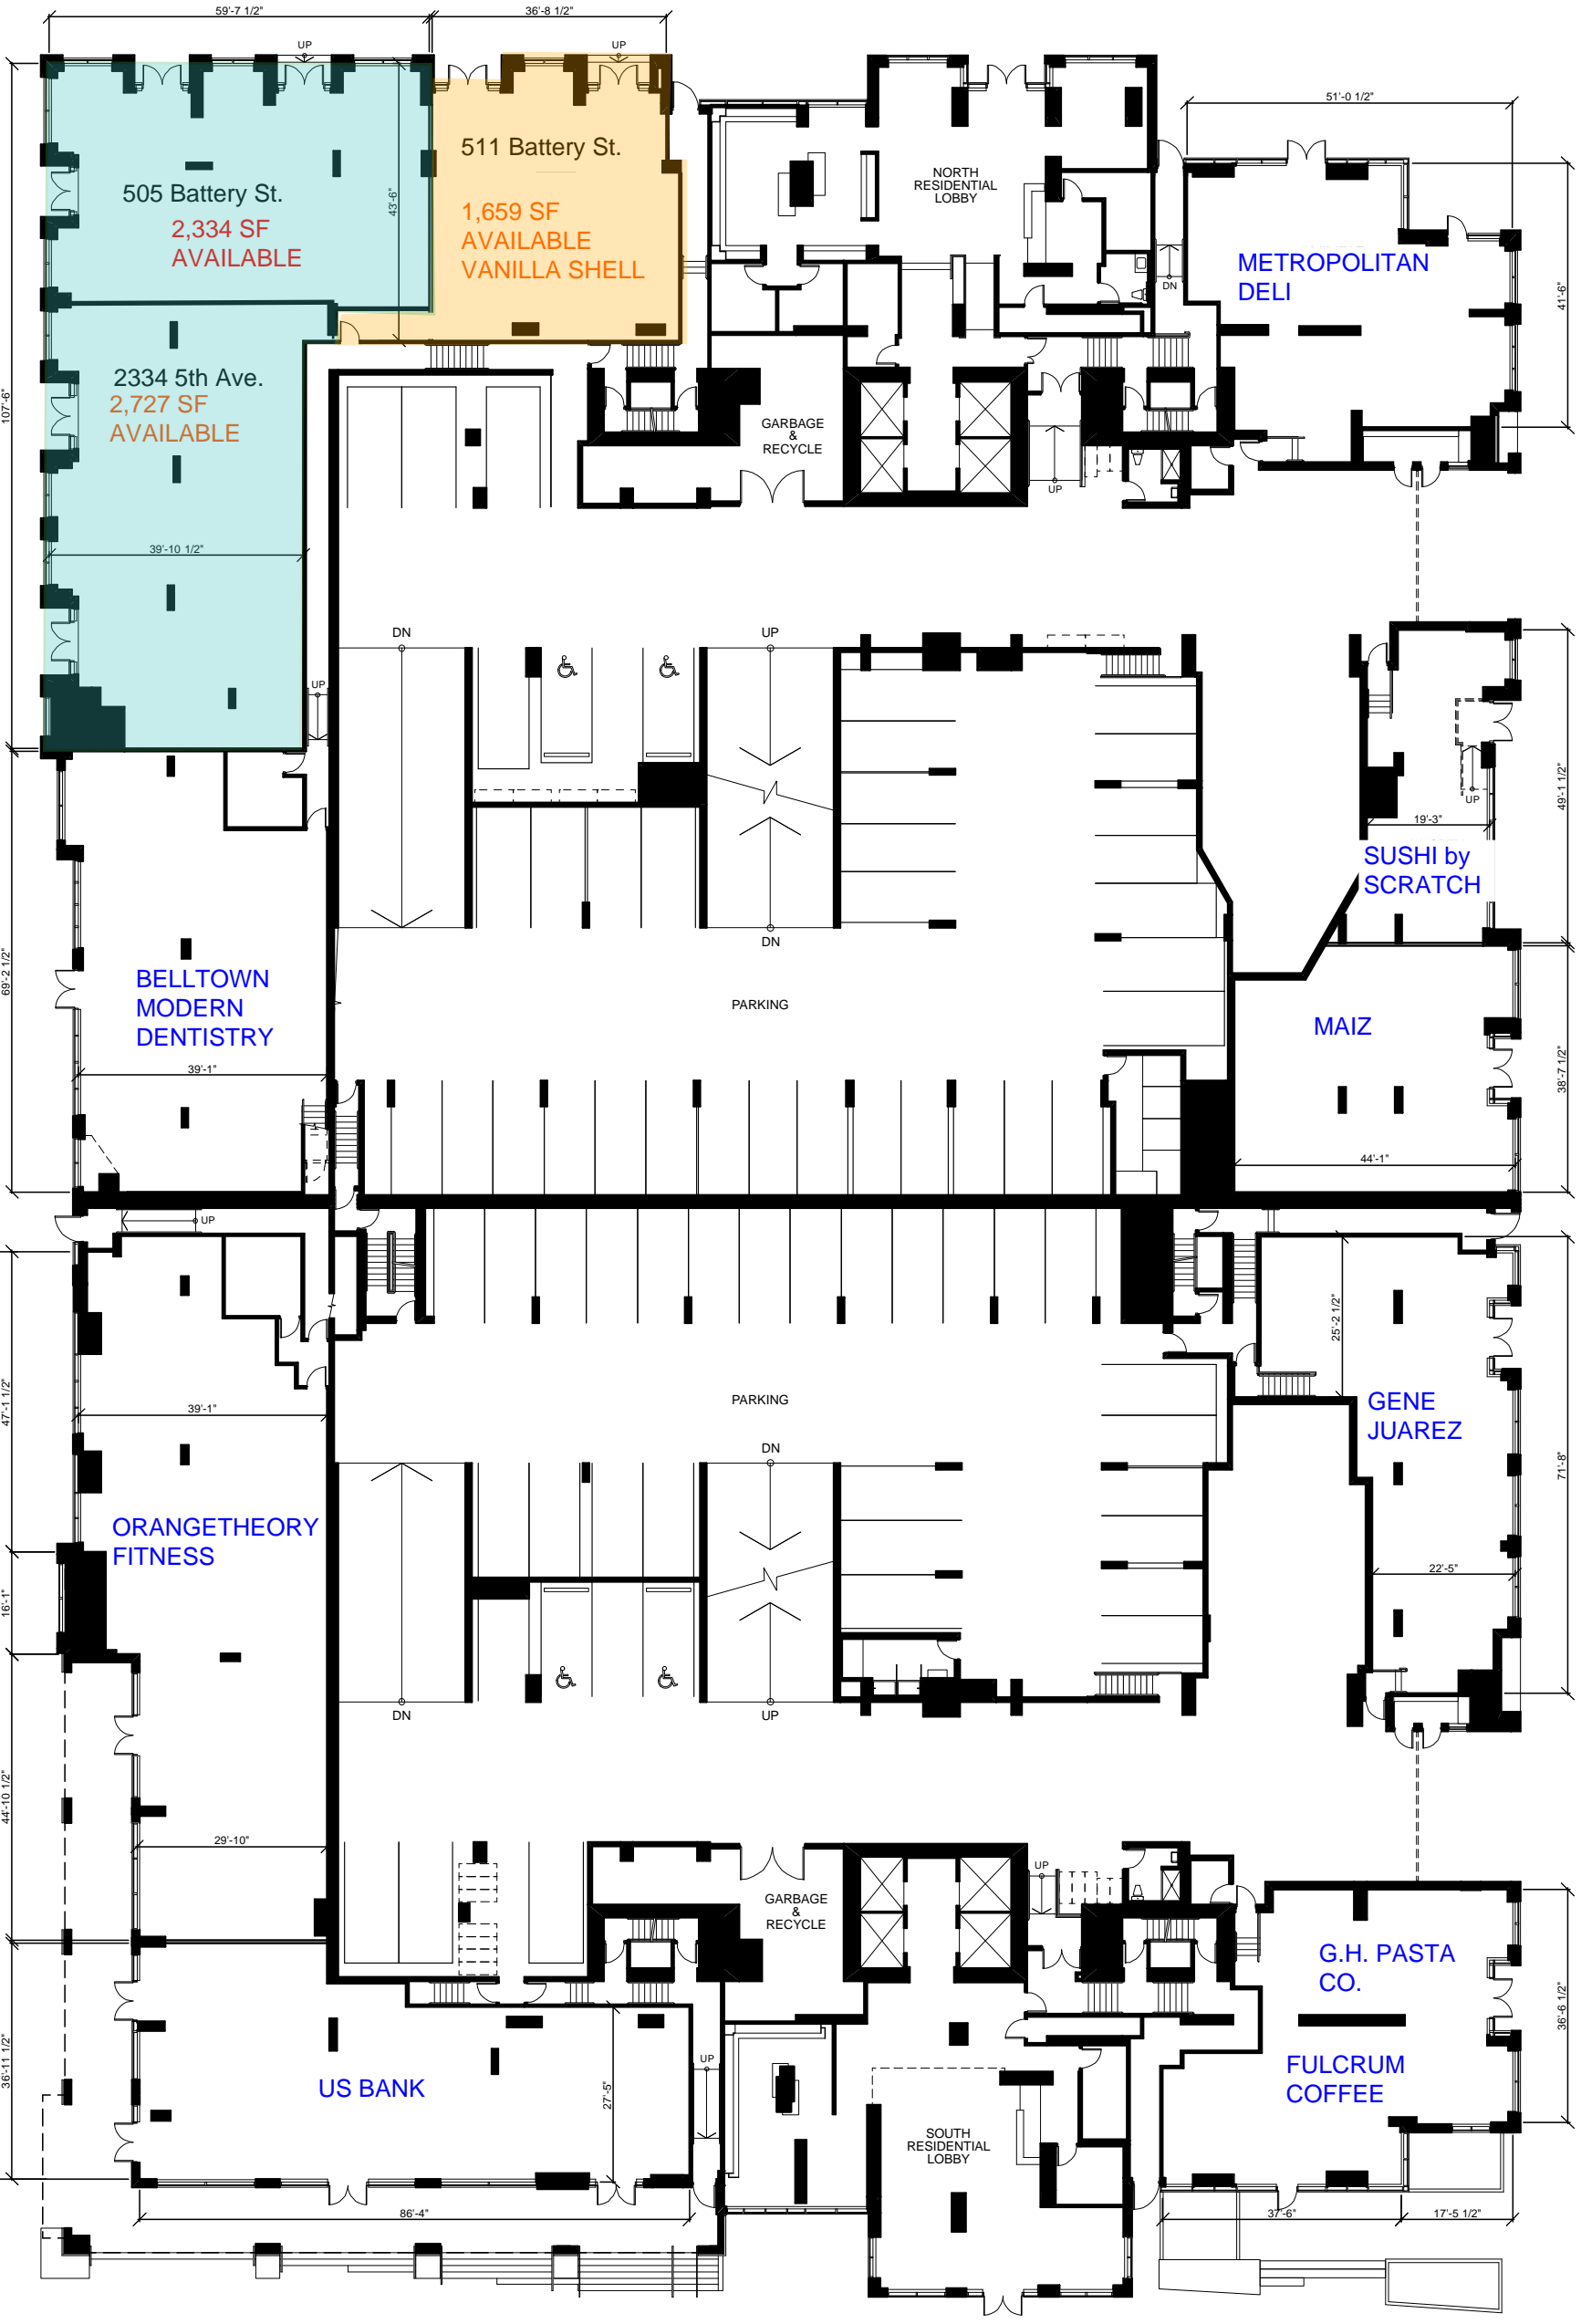 59'-7 1/2"
36'-8 1/2"
UP
UP
51'-0 1/2"
511 Battery St.
505 Battery St.
2,334 SF
AVAILABLE
43'-6"
1,659 SF
AVAILABLE
VANILLA SHELL
NORTH
RESIDENTIAL
LOBBY
DN
METROPOLITAN
DELI
41'-6"
107'-6"
2334 5th Ave.
2,727 SF
AVAILABLE
GARBAGE
&
RECYCLE
UP
39'-10 1/2"
DN
UP
UP
49'-1 1/2"
UP
19'-3"
SUSHI by
SCRATCH
DN
69'-2 1/2"
BELLTOWN
MODERN
DENTISTRY
PARKING
MAIZ
39'-1"
38'-7 1/2"
44'-1"
UP
25'-2 1/2"
47'-1 1/2"
39'-1"
PARKING
GENE
JUAREZ
DN
71'-8"
ORANGETHEORY
FITNESS
22'-5"
16'-1"
DN
UP
44'-10 1/2"
29'-10"
UP
GARBAGE
&
RECYCLE
G.H. PASTA
CO.
36'-6 1/2"
36'-11 1/2"
US BANK
27'-5"
UP
FULCRUM
COFFEE
SOUTH
RESIDENTIAL
LOBBY
86'-4"
37'-6"
17'-5 1/2"